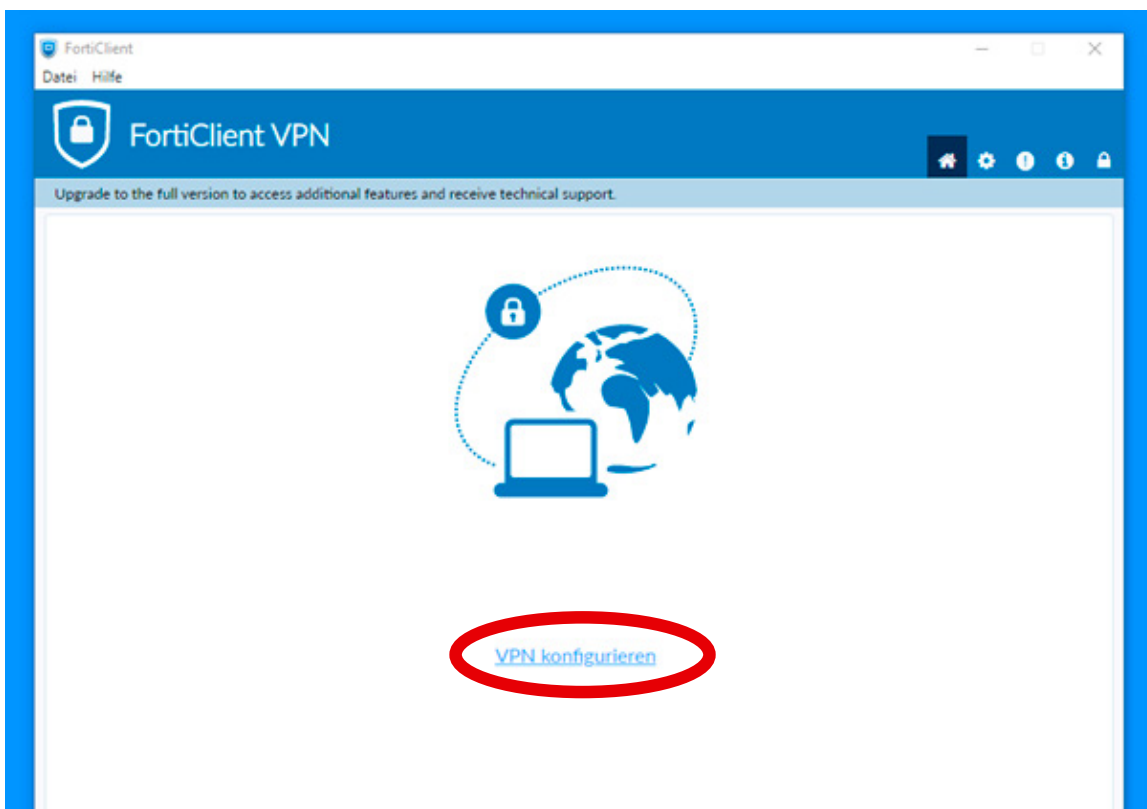 FortiClient
Datei Hilfe
FortiClient VPN
Upgrade to the full version to access additional features and receive technical support.
VPN konfigurieren